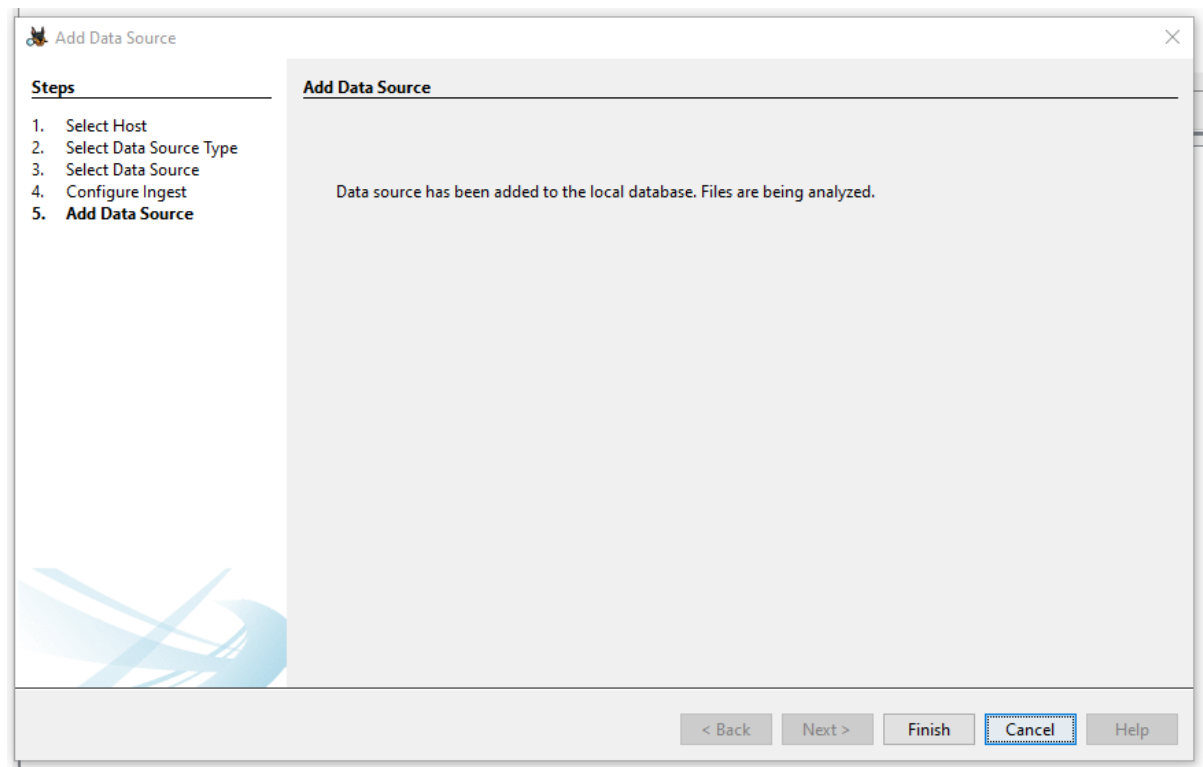 Add Data Source
Steps
1. Select Host
2. Select Data Source Type
3. Select Data Source
4. Configure Ingest
5. Add Data Source
Add Data Source
Data source has been added to the local database. Files are being analyzed.
< Back Next > Finish Cancel Help